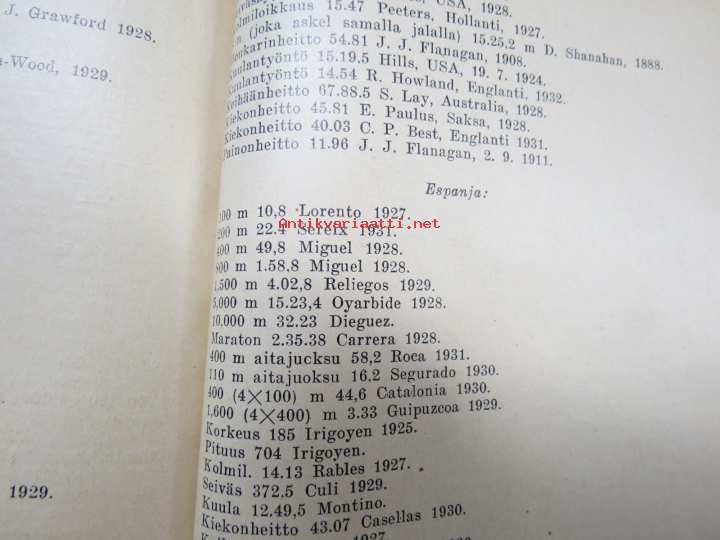 J. Grawford 1928.
-Wood, 1929.
1929.
USA, 1928.
Kolmiloikkaus 15.47 Peeters, Hollanti, 1927.
(joka askel samalla jalalla) 15.25,2 m D. Shanahan, 1888.
54.81 J. J. Flanagan, 1908.
Kuulantyöntö 15.19.5 Hills, USA, 19. 7. 1924.
Kuulantyöntö 14.54 R. Howland, Englanti, 1932.
Keihäänheitto 67.88.5 S. Lay, Australia, 1928.
Kiekonheitto 45.81 E. Paulus, Saksa, 1928.
Kiekonheitto 40.03 C. P. Best, Englanti 1931.
Painonheitto 11.96 J. J. Flanagan, 2. 9. 1911.
Espanja:
100 m 10,8 Lorento 1927.
200 m 22.4 Sereix 1931.
Antikvariaatti.net
400 m 49,8 Miguel 1928.
800 m 1.58.8 Miguel 1928.
1,500 m 4.02,8 Reliegos 1929.
5,000 m 15.23,4 Oyarbide 1928.
10,000 m 32.23 Dieguez.
Maraton 2.35.38 Carrera 1928.
400 m aitajucksu 58,2 Roca 1931.
110 m aitajuoksu 16.2 Segurado 1930.
400 (4×100) m 44,6 Catalonia 1930.
1,600 (4×400) m 3.33 Guipuzcoa 1929.
Korkeus 185 Irigoyen 1925.
Pituus 704 Irigoyen.
Kolmil. 14.13 Rables 1927.
Seiväs 372.5 Culi 1929.
Kuula 12.49,5 Montino.
Kiekonheitto 43.07 Casellas 1930.
1927.